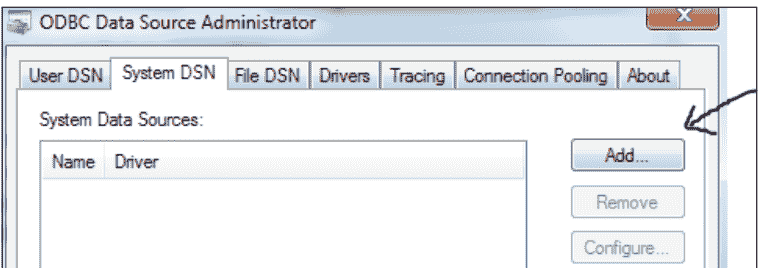 ODBC Data Source Administrator
User DSN System DSN File DSN Drivers Tracing Connection Pooling About
System Data Sources:
Name Driver
Add...
Remove
Configure...